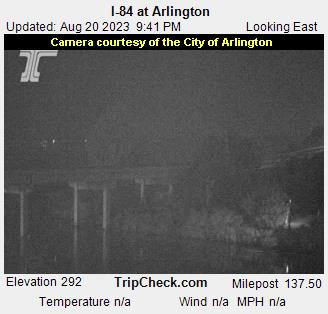 I-84 at Arlington
Updated: Aug 20 2023 9:41 PM Looking East
Camera courtesy of the City of Arlington
Elevation 292 TripCheck.com Milepost 137.50
Temperature n/a Wind n/a MPH n/a